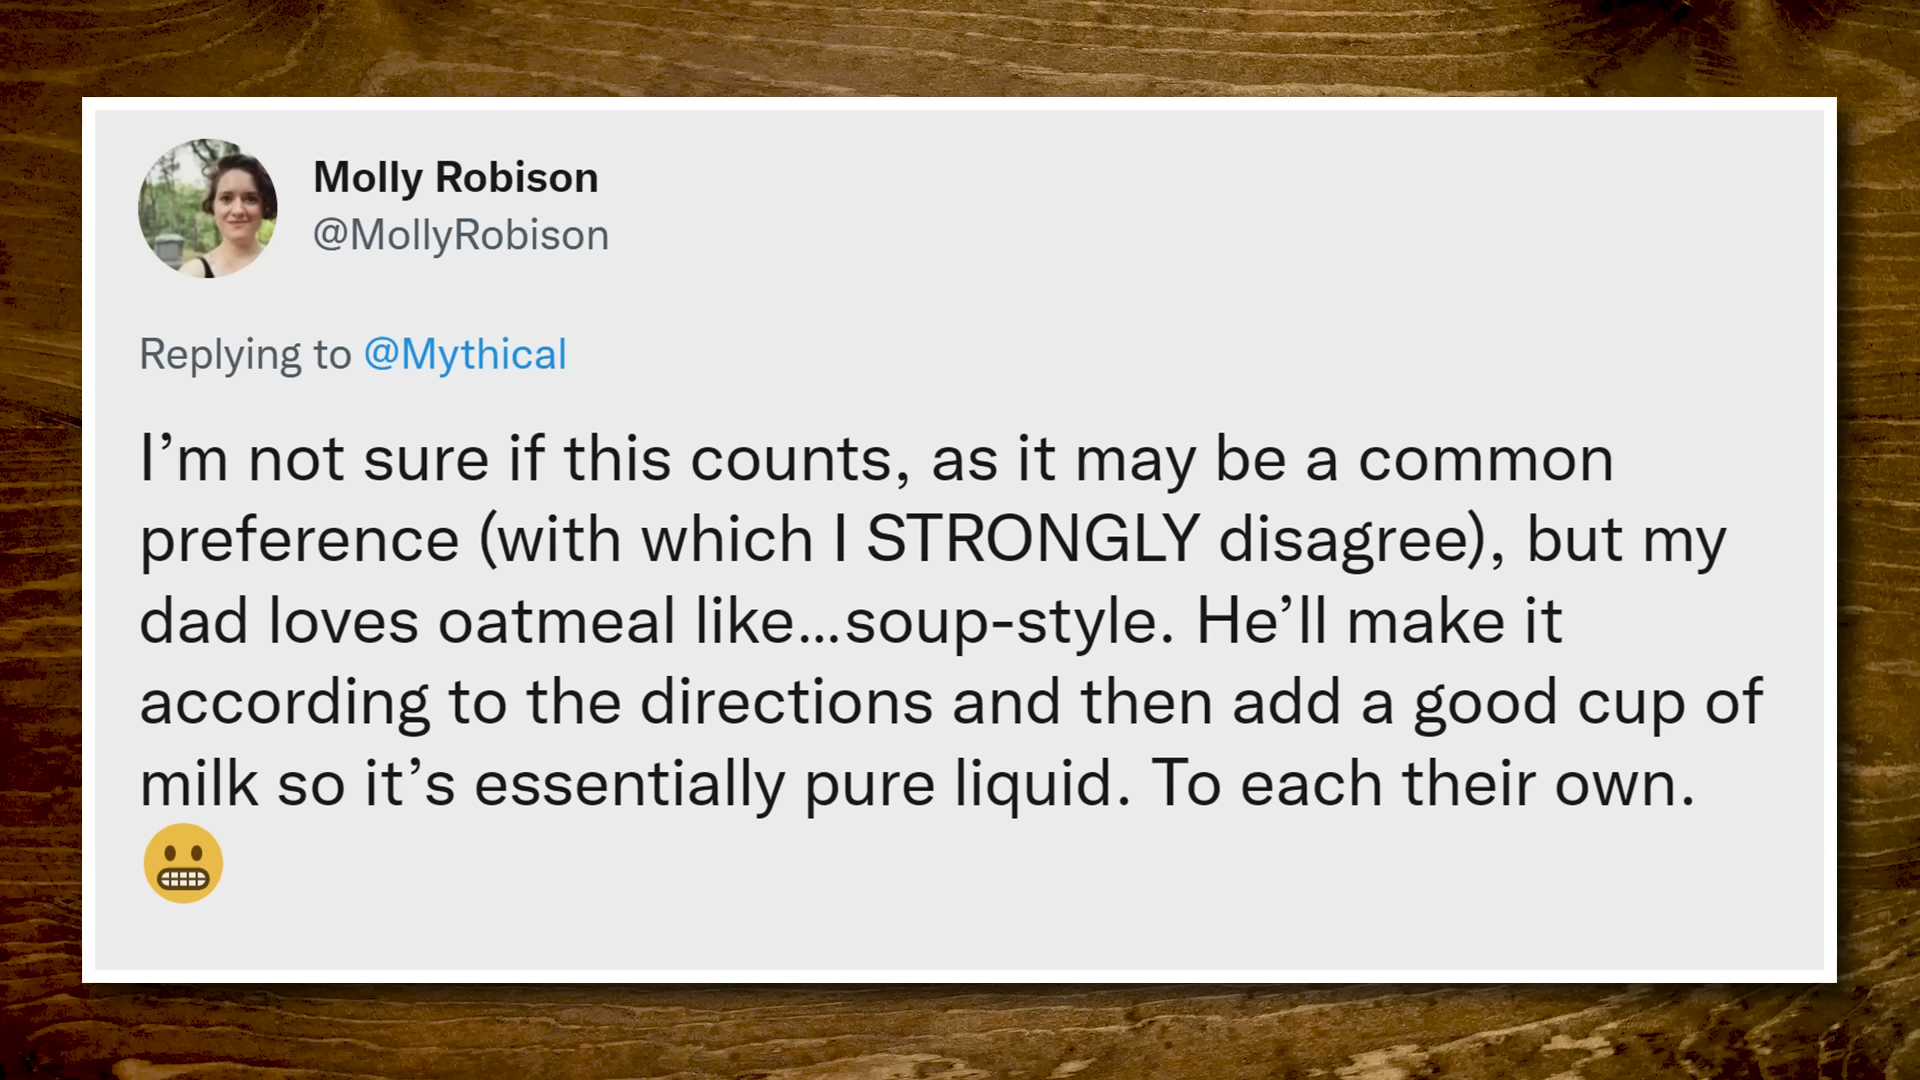 Molly Robison
@MollyRobison
Replying to @Mythical
I’m not sure if this counts, as it may be a common
preference (with which I STRONGLY disagree), but my
dad loves oatmeal like...soup-style. He’ll make it
according to the directions and then add a good cup of
milk so it’s essentially pure liquid. To each their own.
😬